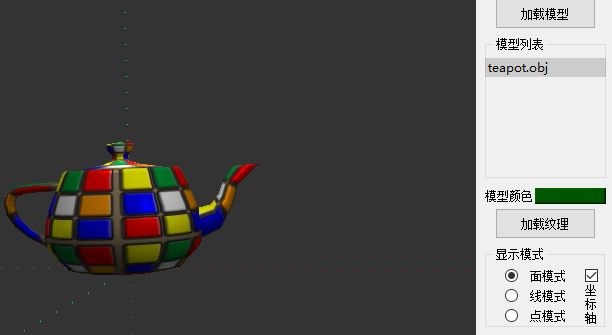 加载模型
模型列表
teapot.obj
模型颜色
加载纹理
显示模式
面模式
线模式
点模式
坐标轴